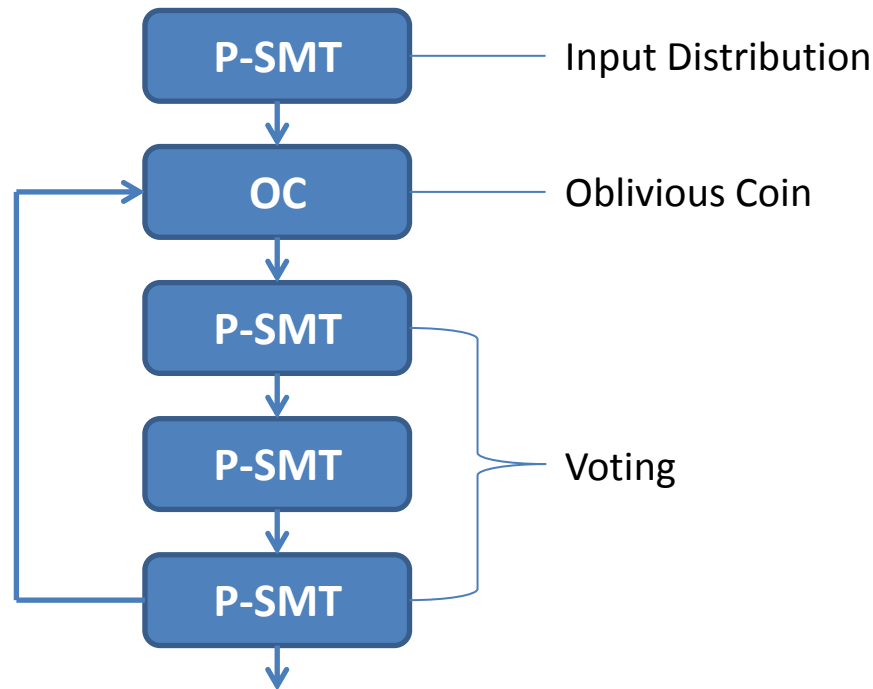 P-SMT
Input Distribution
OC
Oblivious Coin
P-SMT
P-SMT
Voting
P-SMT